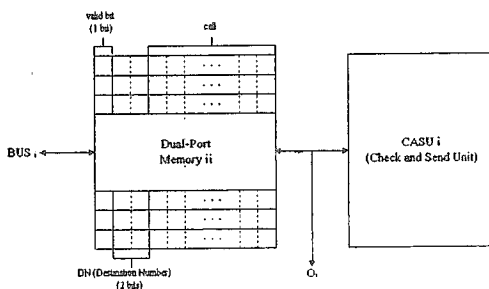 valid bit
(1 bit)
cell
Dual-Port
Memory ii
BUS i
CASU i
(Check and Send Unit)
DN (Destination Number)
(2 bits)
Oi